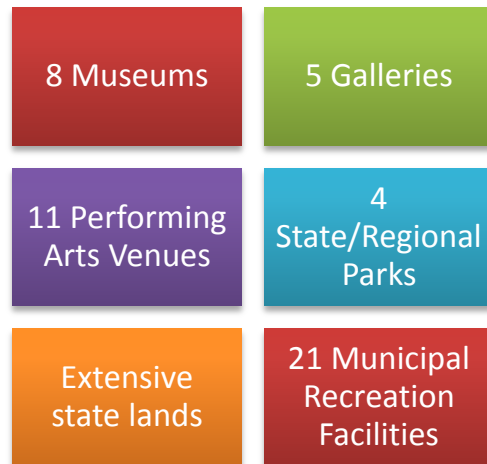 8 Museums
5 Galleries
11 Performing
Arts Venues
4
State/Regional
Parks
Extensive
state lands
21 Municipal
Recreation
Facilities